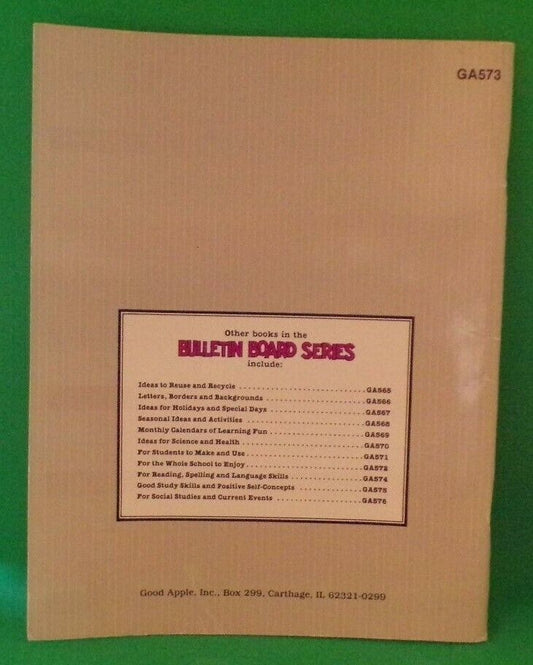 GA573
Other books in the
BULLETIN BOARD SERIES
include:
Ideas to Reuse and Recycle ........................ GA565
Letters, Borders and Backgrounds ................... GA566
Ideas for Holidays and Special Days ................... GA567
Seasonal Ideas and Activities ........................ GA568
Monthly Calendars of Learning Fun ................... GA569
Ideas for Science and Health ........................ GA570
For Students to Make and Use ........................ GA571
For the Whole School to Enjoy ........................ GA572
For Reading, Spelling and Language Skills .............. GA574
Good Study Skills and Positive Self-Concepts ............ GA575
For Social Studies and Current Events .................. GA576
Good Apple, Inc., Box 299, Carthage, IL 62321-0299